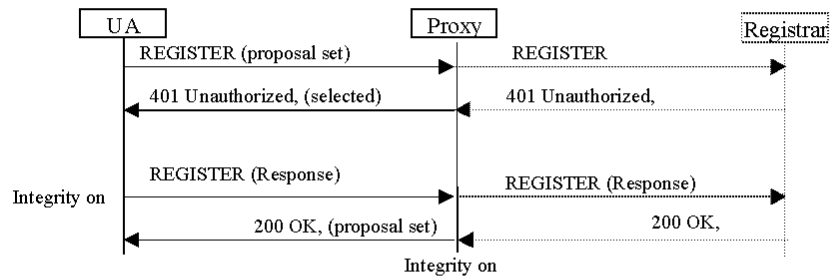 UA Proxy Registrar
REGISTER (proposal set) REGISTER
401 Unauthorized, (selected) 401 Unauthorized,
REGISTER (Response) REGISTER (Response)
Integrity on
200 OK, (proposal set) 200 OK,
Integrity on